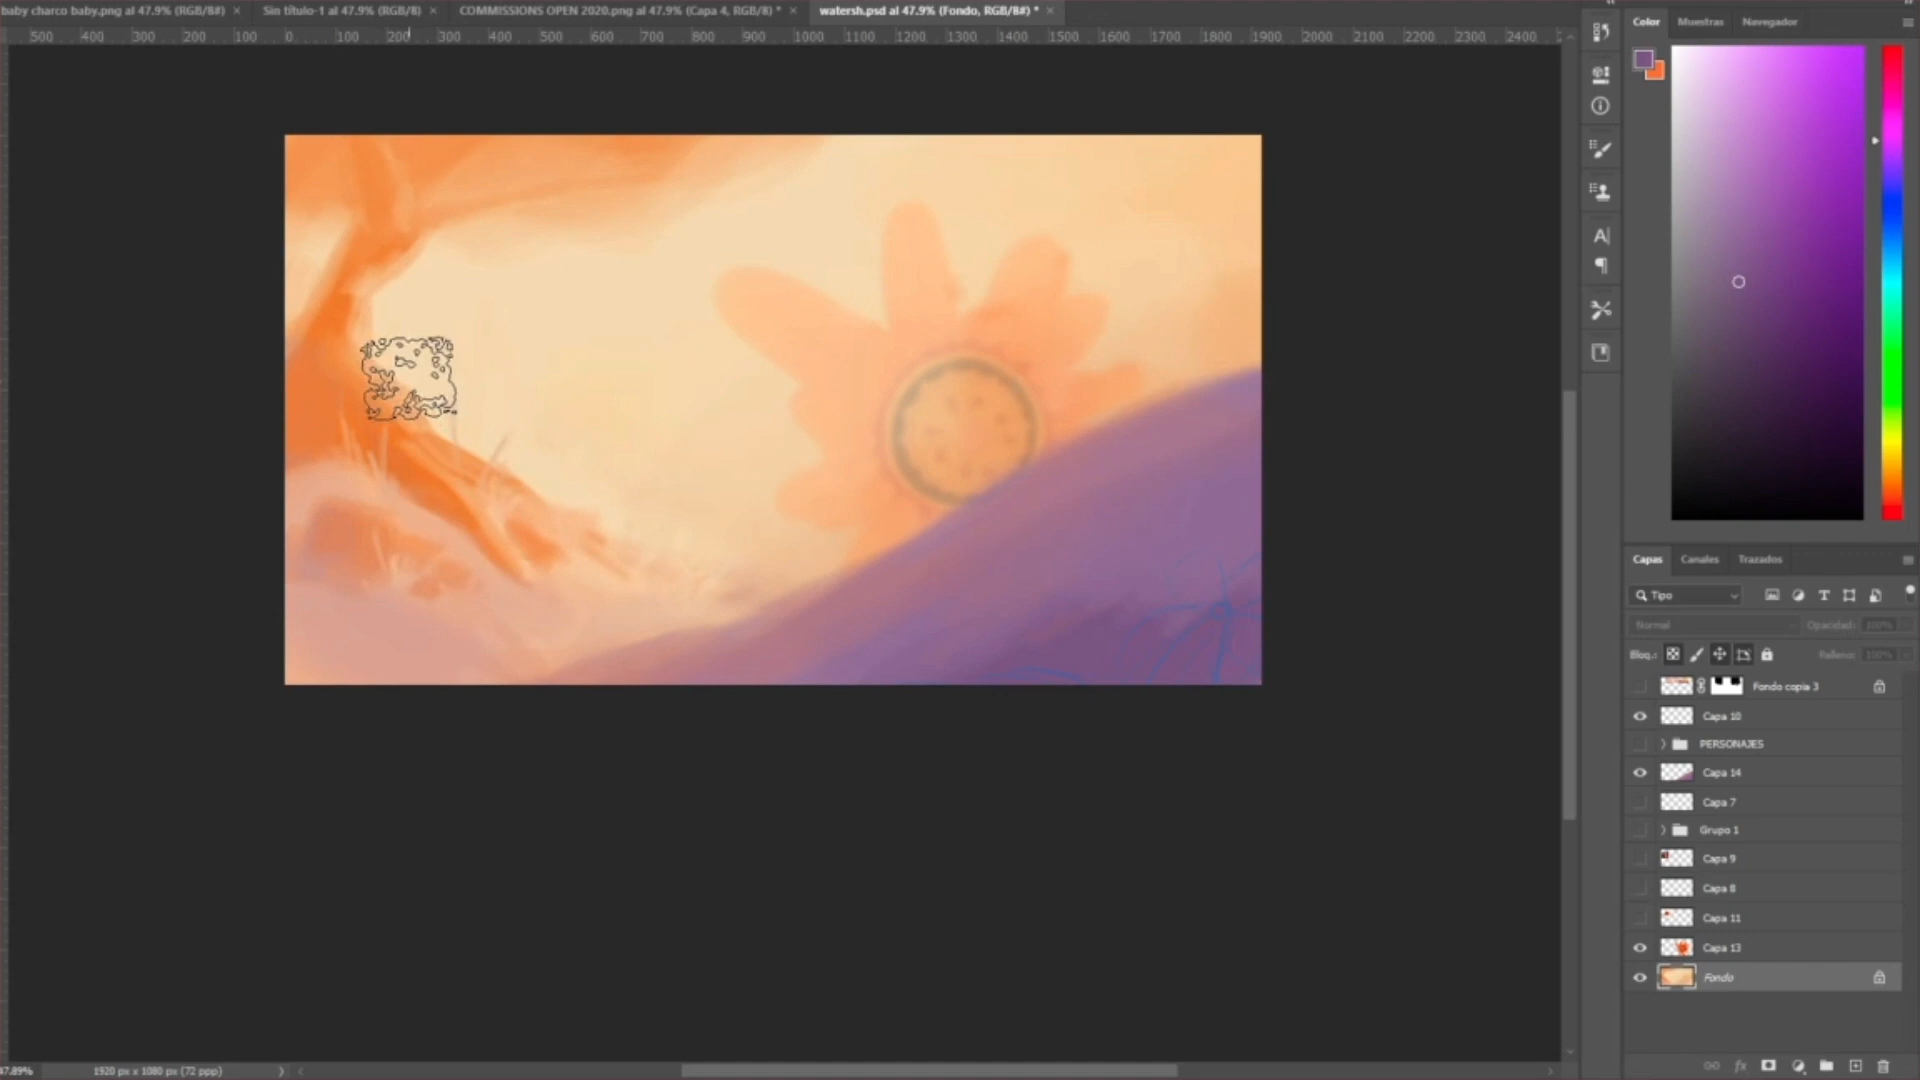 baby charco baby.png al 47.9% (RGB/8#) × Sin título-1 al 47.9% (RGB/8) × COMMISSIONS OPEN 2020.png al 47.9% (Capa 4, RGB/8) * × watersh.psd al 47.9% (Fondo, RGB/8#) * ×
500 400 300 200 100 0 100 200 300 400 500 600 700 800 900 1000 1100 1200 1300 1400 1500 1600 1700 1800 1900 2000 2100 2200 2300 2400
Color Muestras Navegador
Capas Canales Trazados
Tipo
Normal Opacidad: 100%
Bloq.: Relleno: 100%
Fondo copia 3
Capa 10
PERSONAJES
Capa 14
Capa 7
Grupo 1
Capa 9
Capa 8
Capa 11
Capa 13
Fondo
47.89% 1920 px x 1080 px (72 ppp)